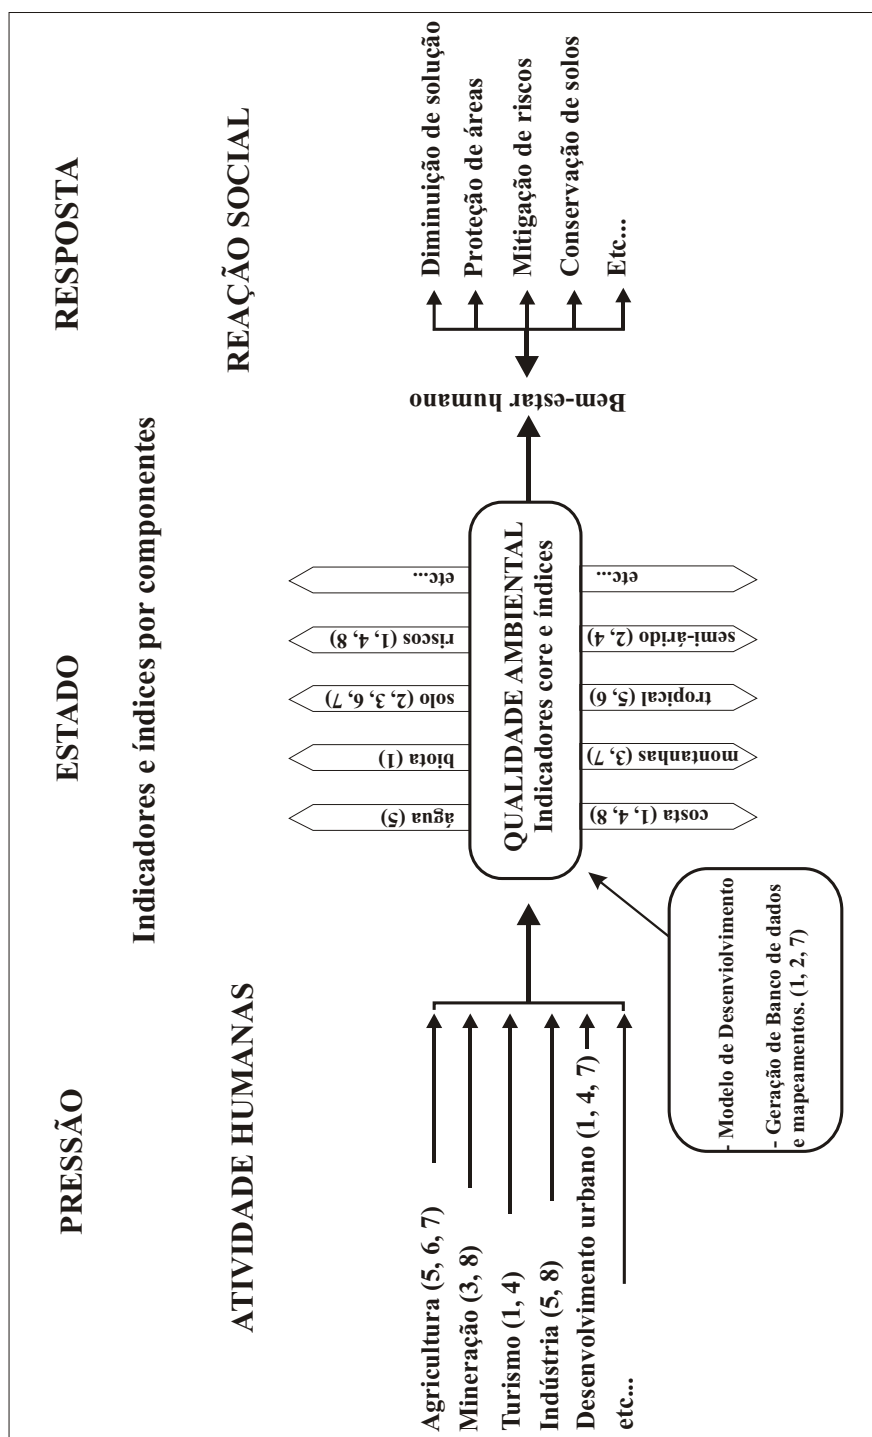 PRESSÃO
ESTADO
RESPOSTA
Indicadores e índices por componentes
ATIVIDADE HUMANAS
REAÇÃO SOCIAL
Agricultura (5, 6, 7)
Mineração (3, 8)
Turismo (1, 4)
Indústria (5, 8)
Desenvolvimento urbano (1, 4, 7)
etc...
água (5)
biota (1)
solo (2, 3, 6, 7)
riscos (1, 4, 8)
etc...
QUALIDADE AMBIENTAL
Indicadores core e índices
costa (1, 4, 8)
montanhas (3, 7)
tropical (5, 6)
semi-árido (2, 4)
etc...
- Modelo de Desenviolvimento
- Geração de Banco de dados
e mapeamentos. (1, 2, 7)
Bem-estar humano
Diminuição de solução
Proteção de áreas
Mitigação de riscos
Conservação de solos
Etc...